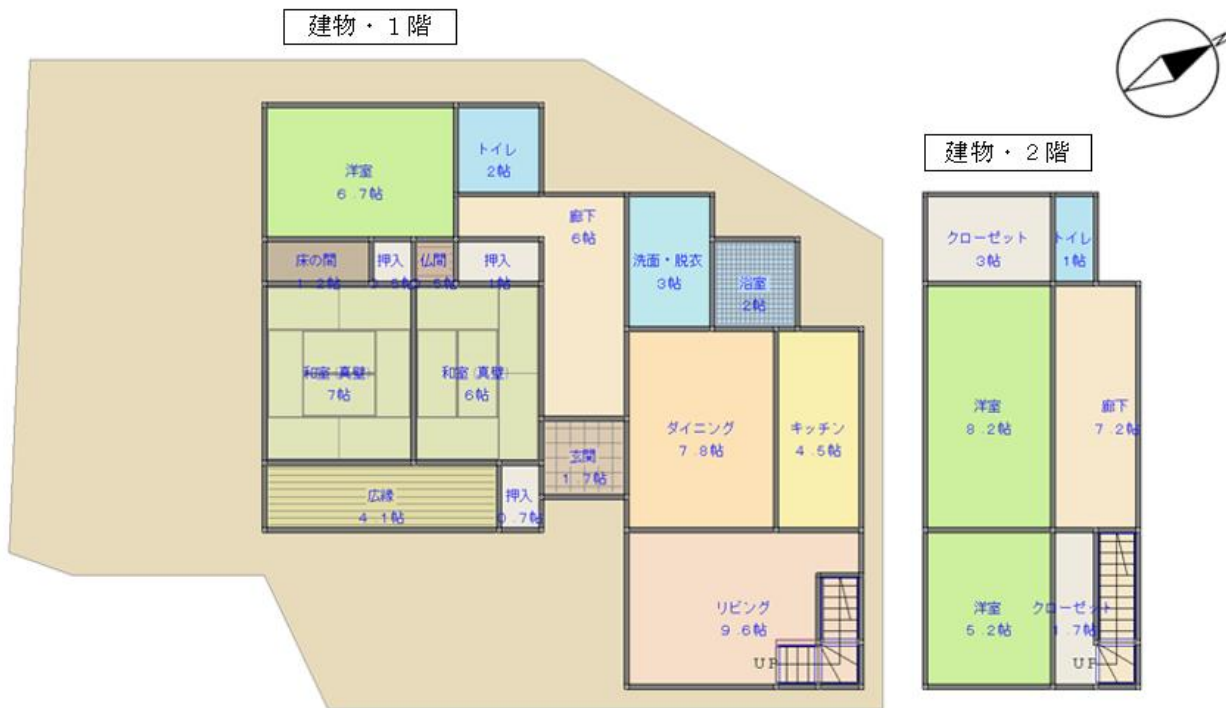 建物・1階
N
建物・2階
洋室
6.7帖
トイレ
2帖
廊下
6帖
洗面・脱衣
3帖
浴室
2帖
床の間
1.2帖
押入
仏間
押入
1帖
和室(真壁)
7帖
和室(真壁)
6帖
ダイニング
7.8帖
キッチン
4.5帖
玄関
1.7帖
広縁
4.1帖
押入
0.7帖
リビング
9.6帖
UP
クローゼット
3帖
トイレ
1帖
洋室
8.2帖
廊下
7.2帖
洋室
5.2帖
クローゼット
1.7帖
UP